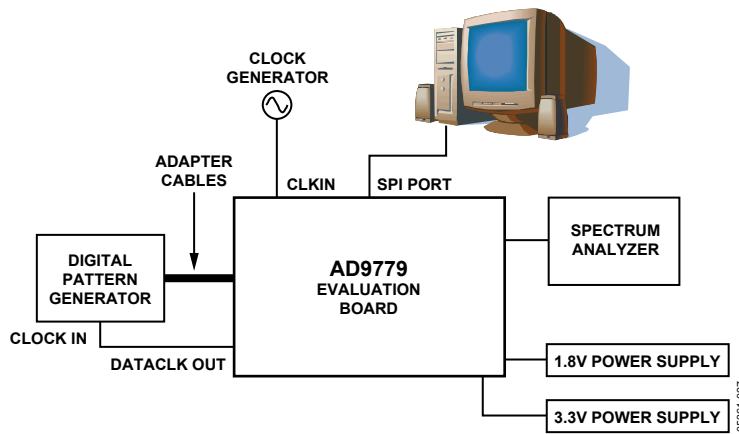 CLOCK
GENERATOR
ADAPTER
CABLES
CLKIN
SPI PORT
DIGITAL
PATTERN
GENERATOR
AD9779
EVALUATION
BOARD
SPECTRUM
ANALYZER
CLOCK IN
DATACLK OUT
1.8V POWER SUPPLY
3.3V POWER SUPPLY